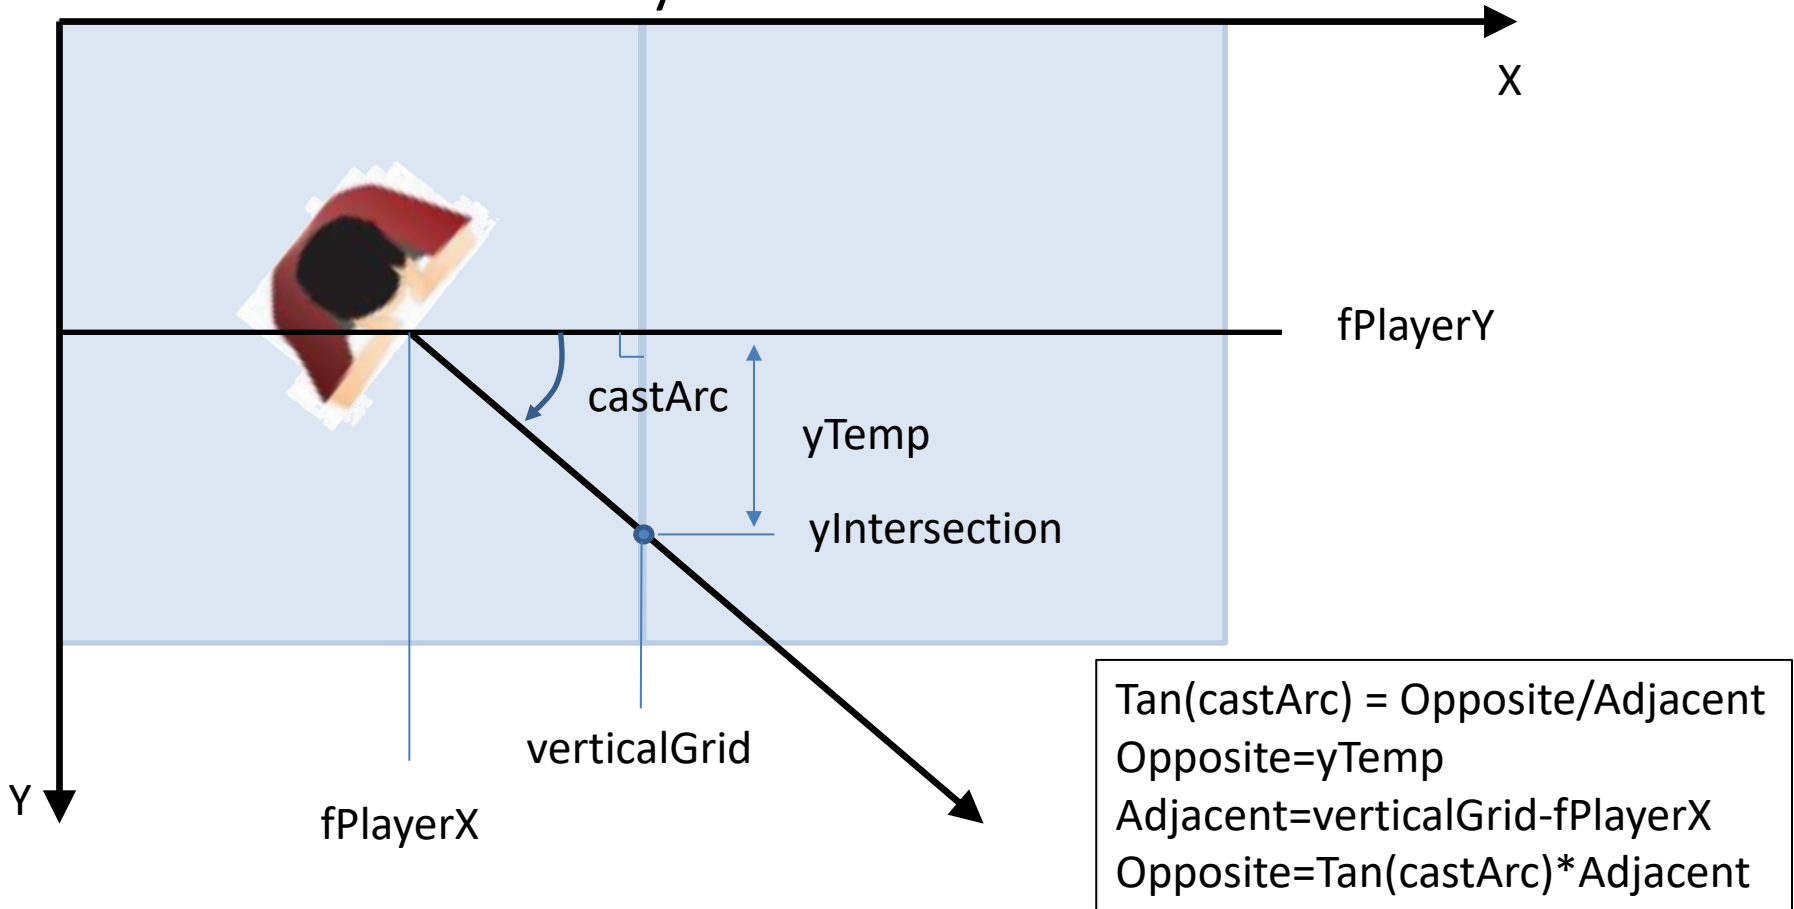 X
fPlayerY
castArc
yTemp
yIntersection
verticalGrid
Y
fPlayerX
Tan(castArc) = Opposite/Adjacent
Opposite=yTemp
Adjacent=verticalGrid-fPlayerX
Opposite=Tan(castArc)*Adjacent